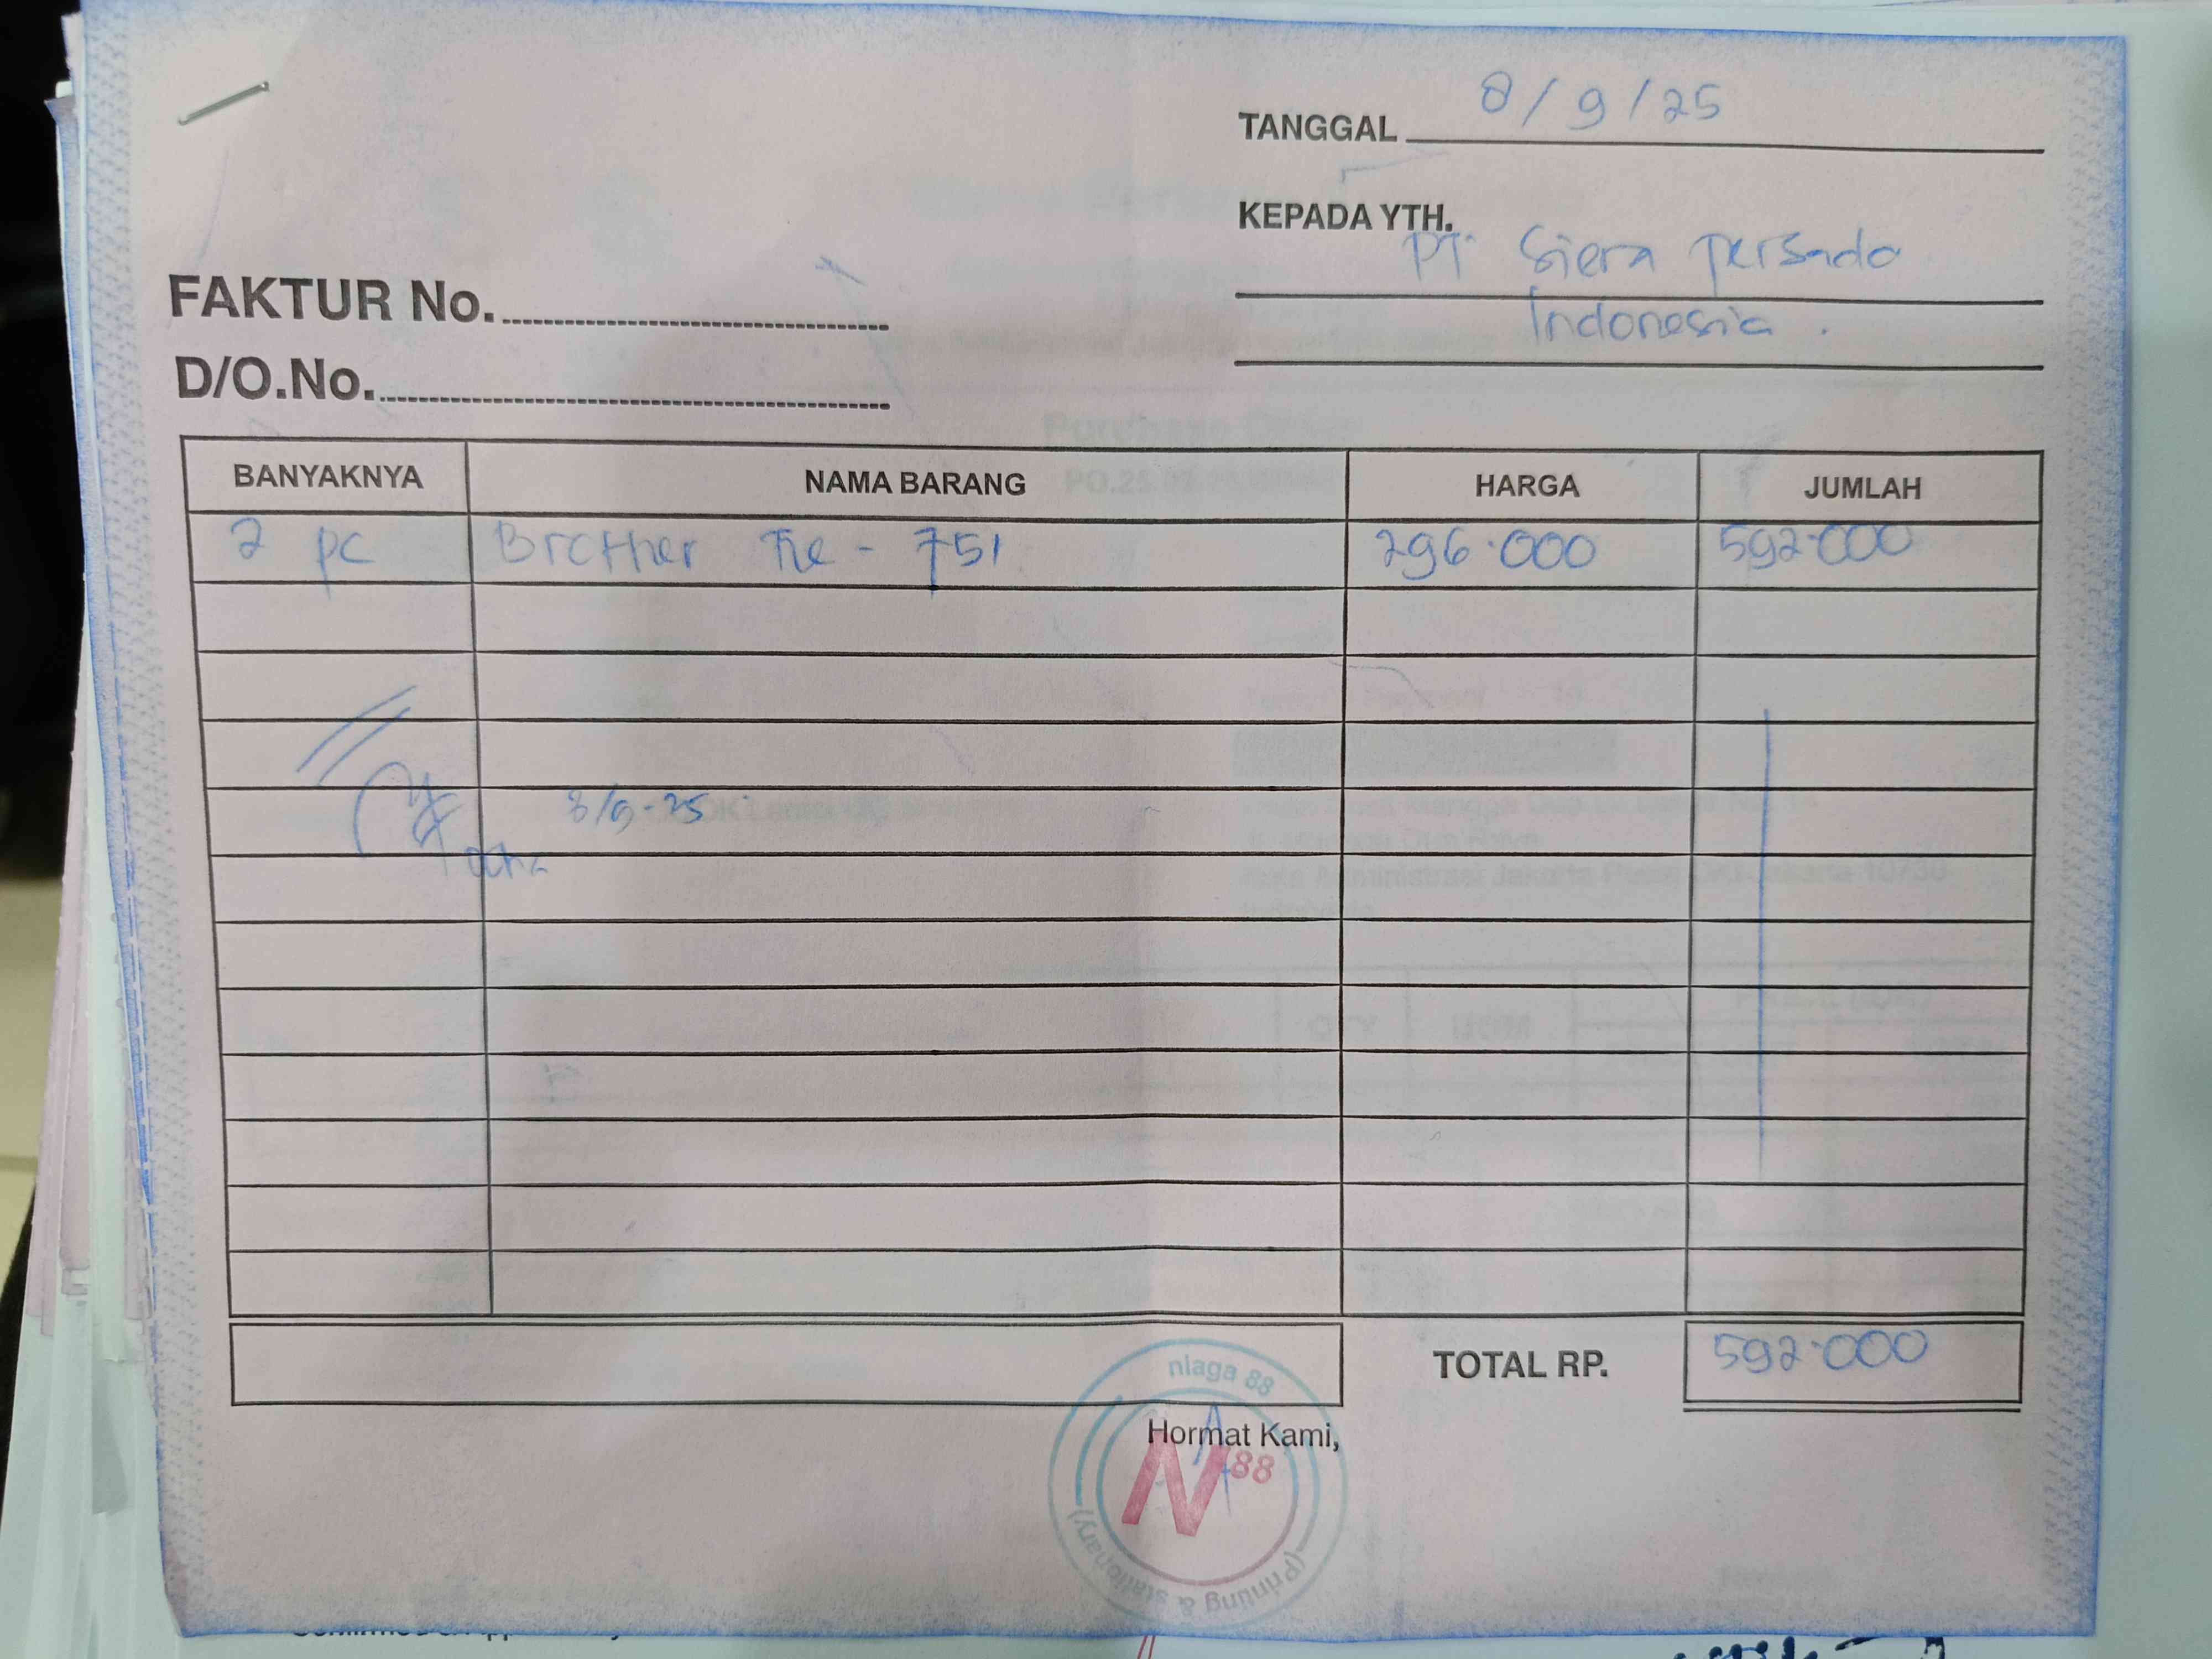 TANGGAL 8/9/25
KEPADA YTH.
PT. Siera Persada
Indonesia.
FAKTUR No.
D/O.No.
BANYAKNYA NAMA BARANG HARGA JUMLAH
2 pc Brother Tze - 751 296.000 592.000
8/9-25
TOTAL RP. 592.000
niaga 88
Hormat Kami,
N88
(Printing & stationary)